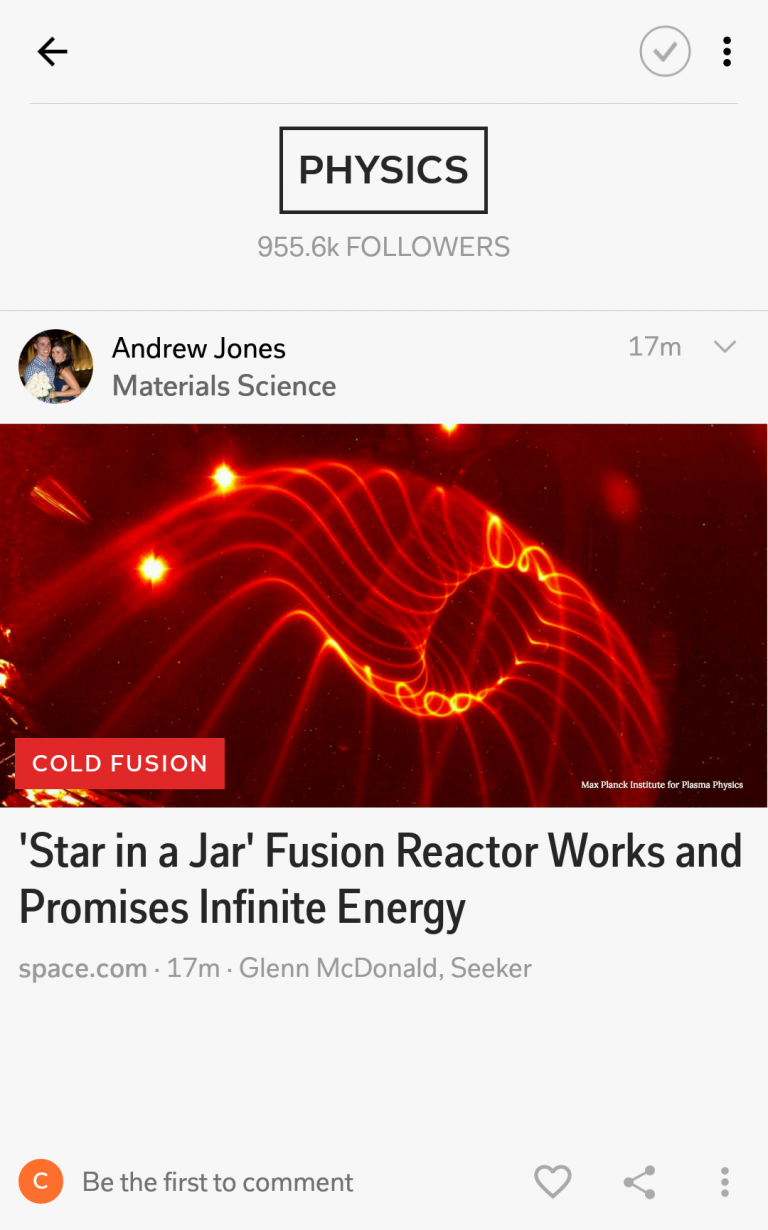 PHYSICS
955.6k FOLLOWERS
Andrew Jones
17m
Materials Science
COLD FUSION
Max Planck Institute for Plasma Physics
'Star in a Jar' Fusion Reactor Works and
Promises Infinite Energy
space.com · 17m · Glenn McDonald, Seeker
C
Be the first to comment